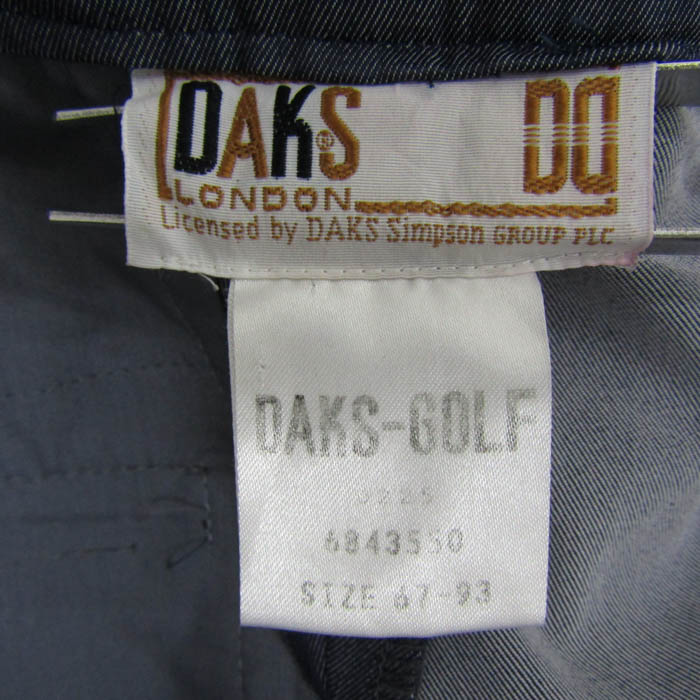 DAKS® DD
LONDON
Licensed by DAKS Simpson GROUP PLC
DAKS-GOLF
6843550
SIZE 67-93